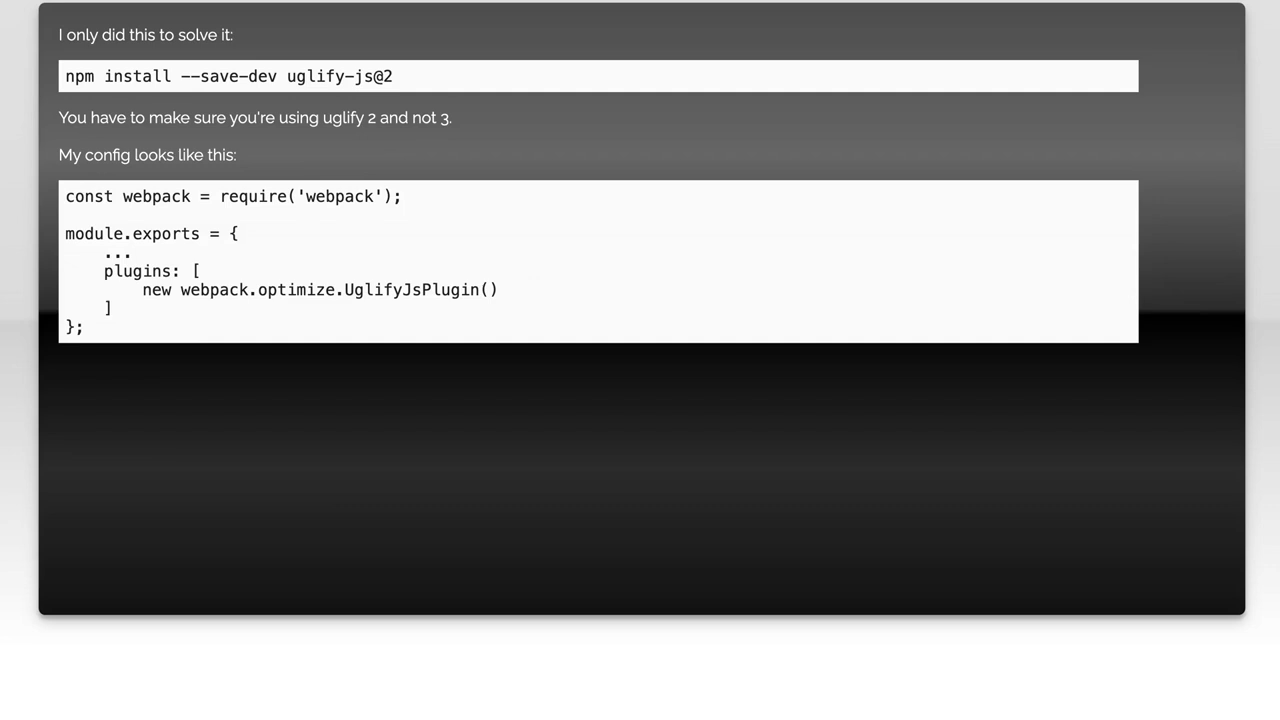 I only did this to solve it:
npm install --save-dev uglify-js@2
You have to make sure you're using uglify 2 and not 3.
My config looks like this:
const webpack = require('webpack');
module.exports = {
    ...
    plugins: [
        new webpack.optimize.UglifyJsPlugin()
    ]
};